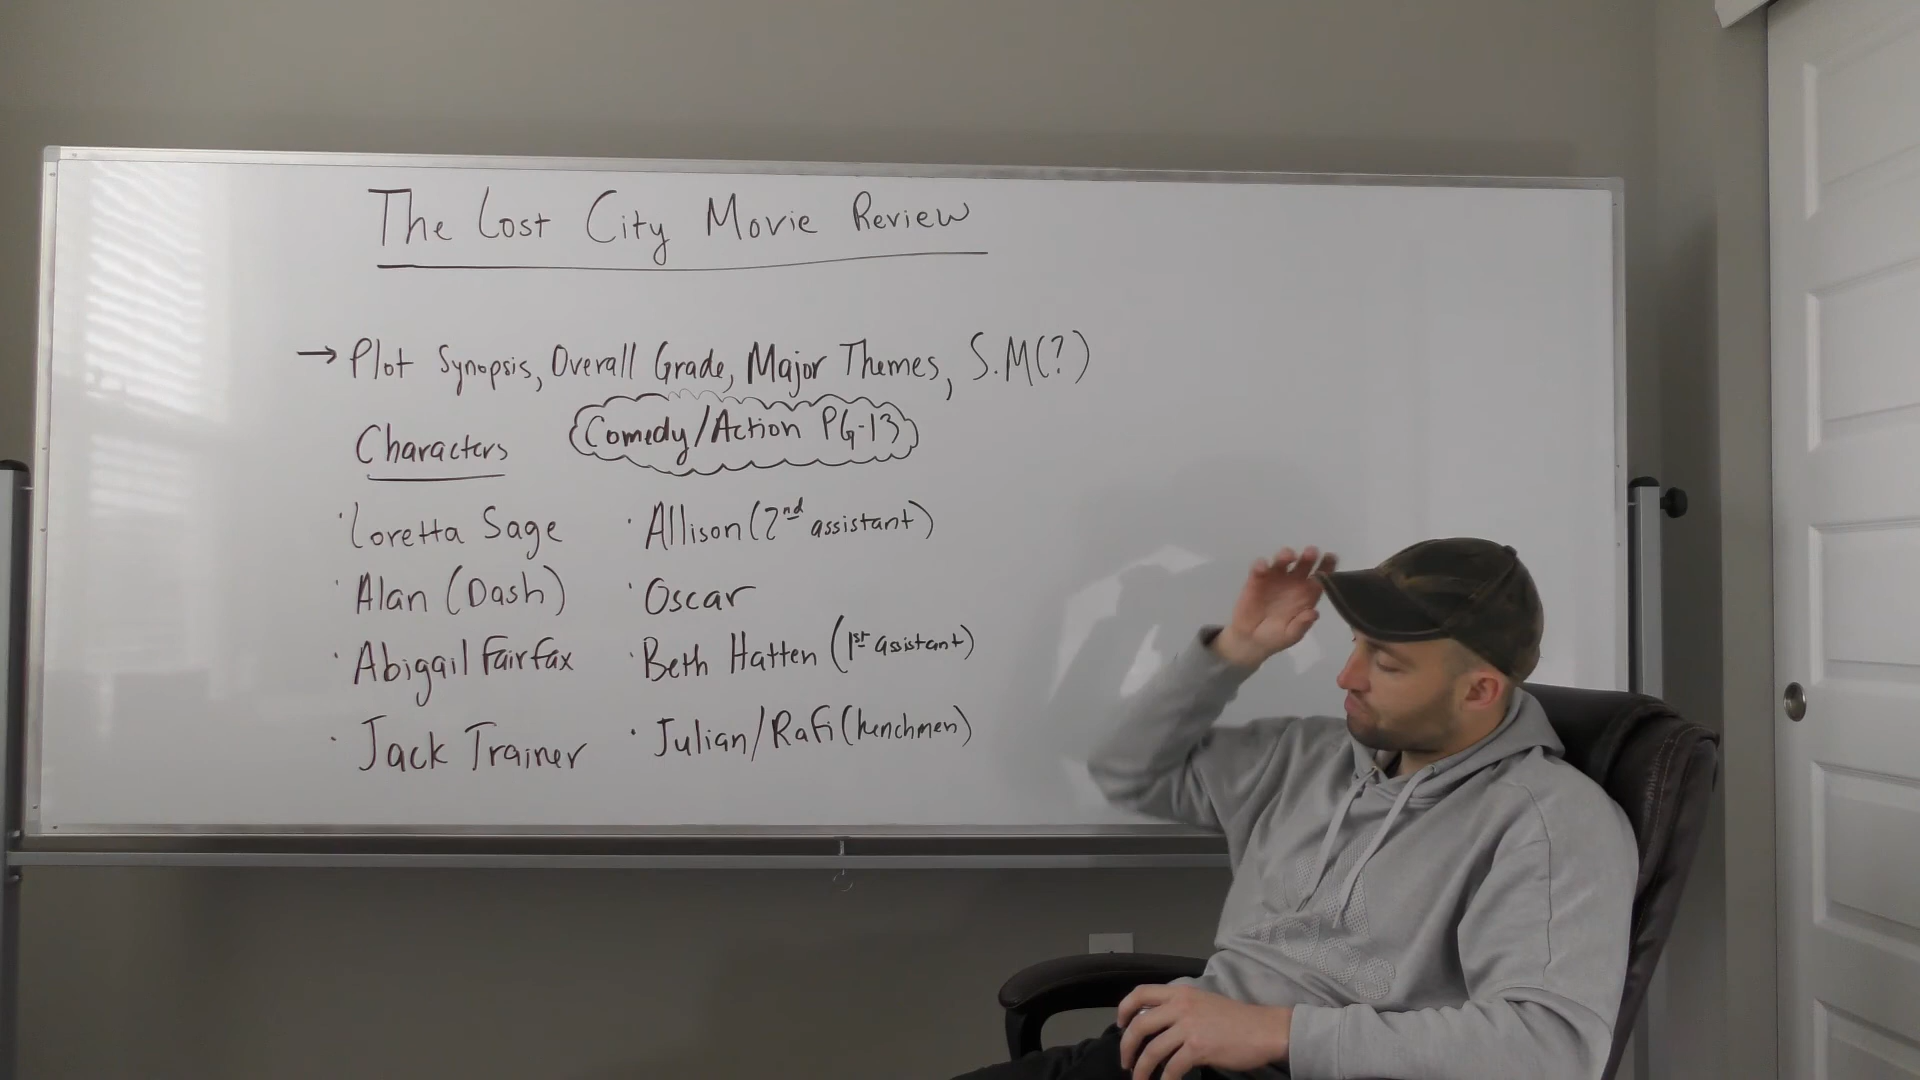 The Lost City Movie Review
→ Plot Synopsis, Overall Grade, Major Themes, S.M(?)
Characters
Comedy/Action PG-13
· Loretta Sage
· Alan (Dash)
· Abigail Fairfax
· Jack Trainer
· Allison (2nd assistant)
· Oscar
· Beth Hatten (1st assistant)
· Julian/Rafi (henchmen)